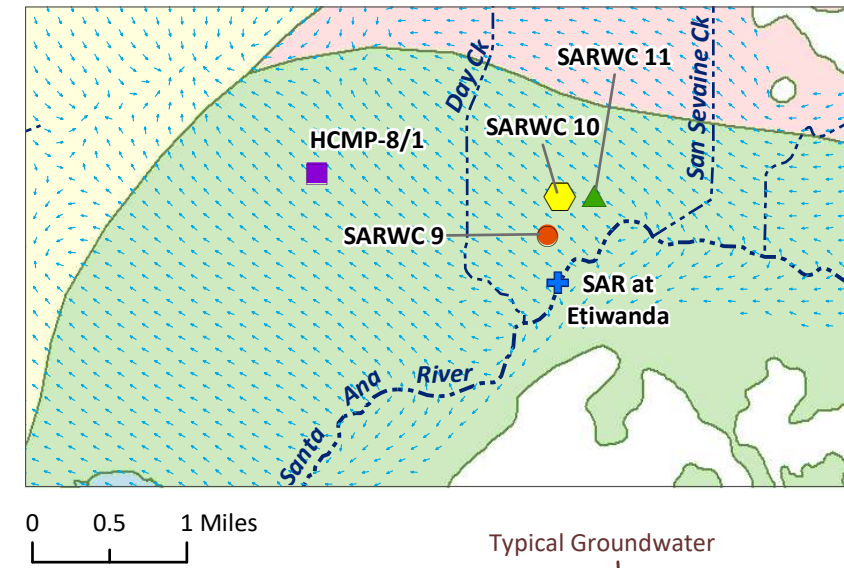 Day Ck
SARWC 11
San Sevaine Ck
SARWC 10
HCMP-8/1
SARWC 9
SAR at
Etiwanda
Santa Ana River
0 0.5 1 Miles
Typical Groundwater